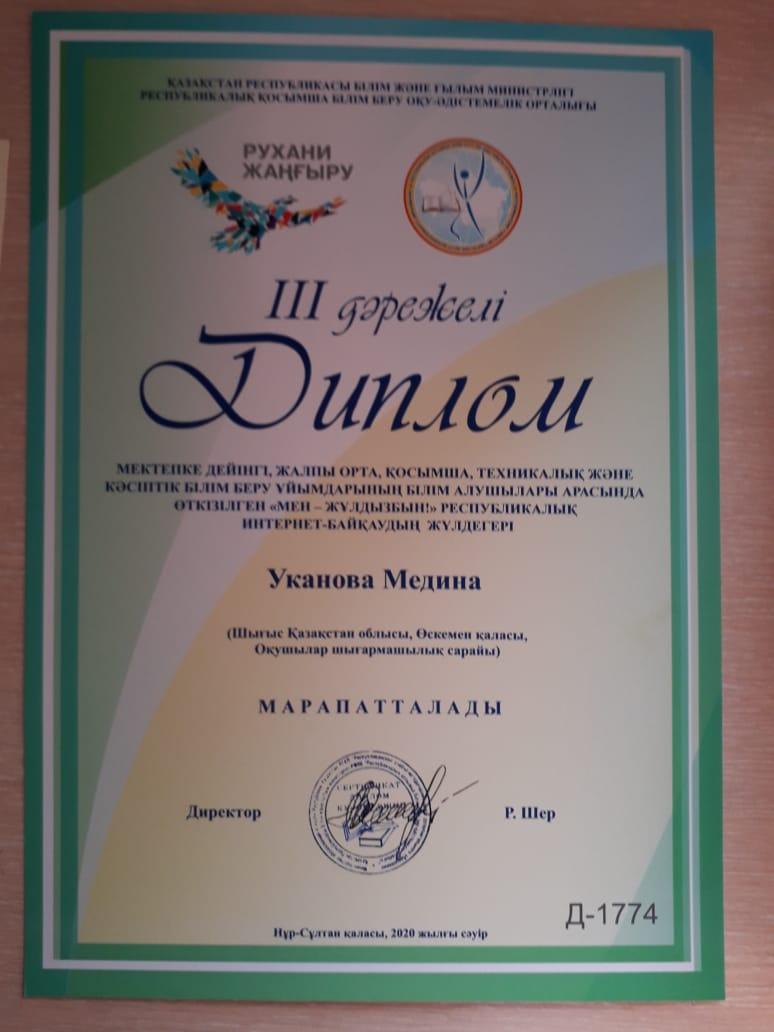 ҚАЗАҚСТАН РЕСПУБЛИКАСЫ БІЛІМ ЖӘНЕ ҒЫЛЫМ МИНИСТРЛІГІ
РЕСПУБЛИКАЛЫҚ ҚОСЫМША БІЛІМ БЕРУ ОҚУ-ӘДІСТЕМЕЛІК ОРТАЛЫҒЫ
РУХАНИ
ЖАҢҒЫРУ
III дәрежелі
Диплом
МЕКТЕПКЕ ДЕЙІНГІ, ЖАЛПЫ ОРТА, ҚОСЫМША, ТЕХНИКАЛЫҚ ЖӘНЕ
КӘСІПТІК БІЛІМ БЕРУ ҰЙЫМДАРЫНЫҢ БІЛІМ АЛУШЫЛАРЫ АРАСЫНДА
ӨТКІЗІЛГЕН «МЕН – ЖҰЛДЫЗБЫН!» РЕСПУБЛИКАЛЫҚ
ИНТЕРНЕТ-БАЙҚАУДЫҢ ЖҮЛДЕГЕРІ
Уканова Медина
(Шығыс Қазақстан облысы, Өскемен қаласы,
Оқушылар шығармашылық сарайы)
МАРАПАТТАЛАДЫ
СЕРТИФИКАТ
ДИПЛОМ
Директор
Р. Шер
Д-1774
Нұр-Сұлтан қаласы, 2020 жылғы сәуір